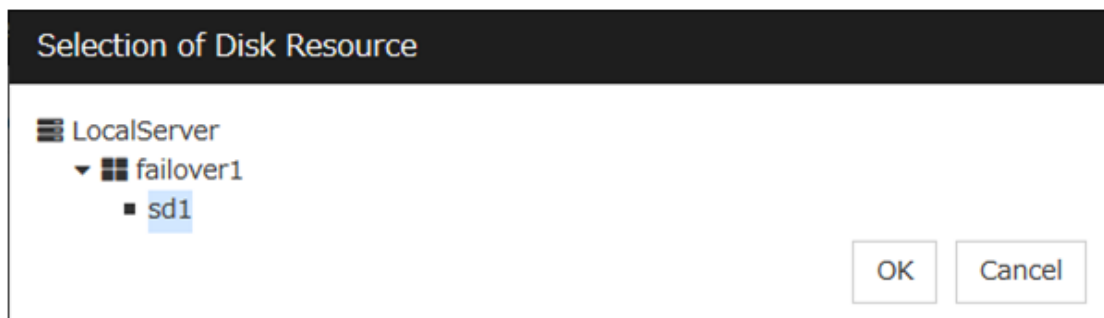 Selection of Disk Resource
LocalServer
failover1
sd1
OK Cancel